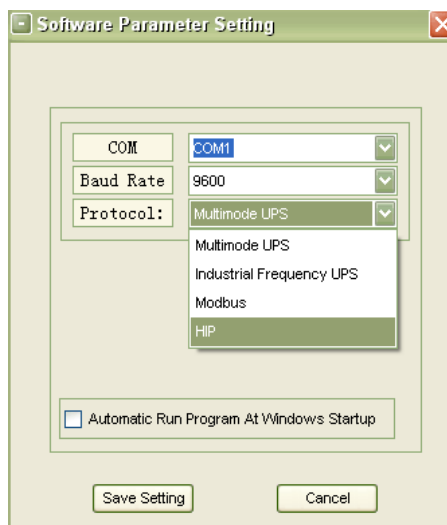 Software Parameter Setting
COM COM1
Baud Rate 9600
Protocol: Multimode UPS
Multimode UPS
Industrial Frequency UPS
Modbus
HIP
Automatic Run Program At Windows Startup
Save Setting Cancel